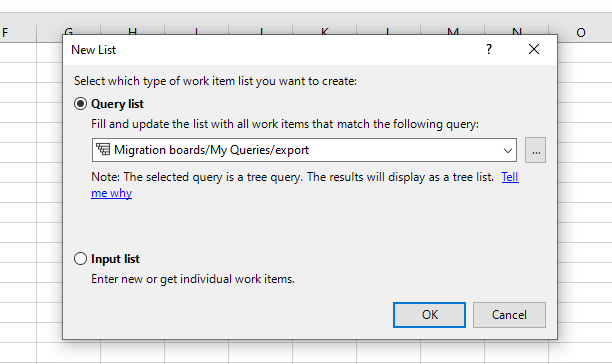 F G H I J K L M N O
New List ?
Select which type of work item list you want to create:
Query list
Fill and update the list with all work items that match the following query:
Migration boards/My Queries/export ...
Note: The selected query is a tree query. The results will display as a tree list. Tell
me why
Input list
Enter new or get individual work items.
OK Cancel